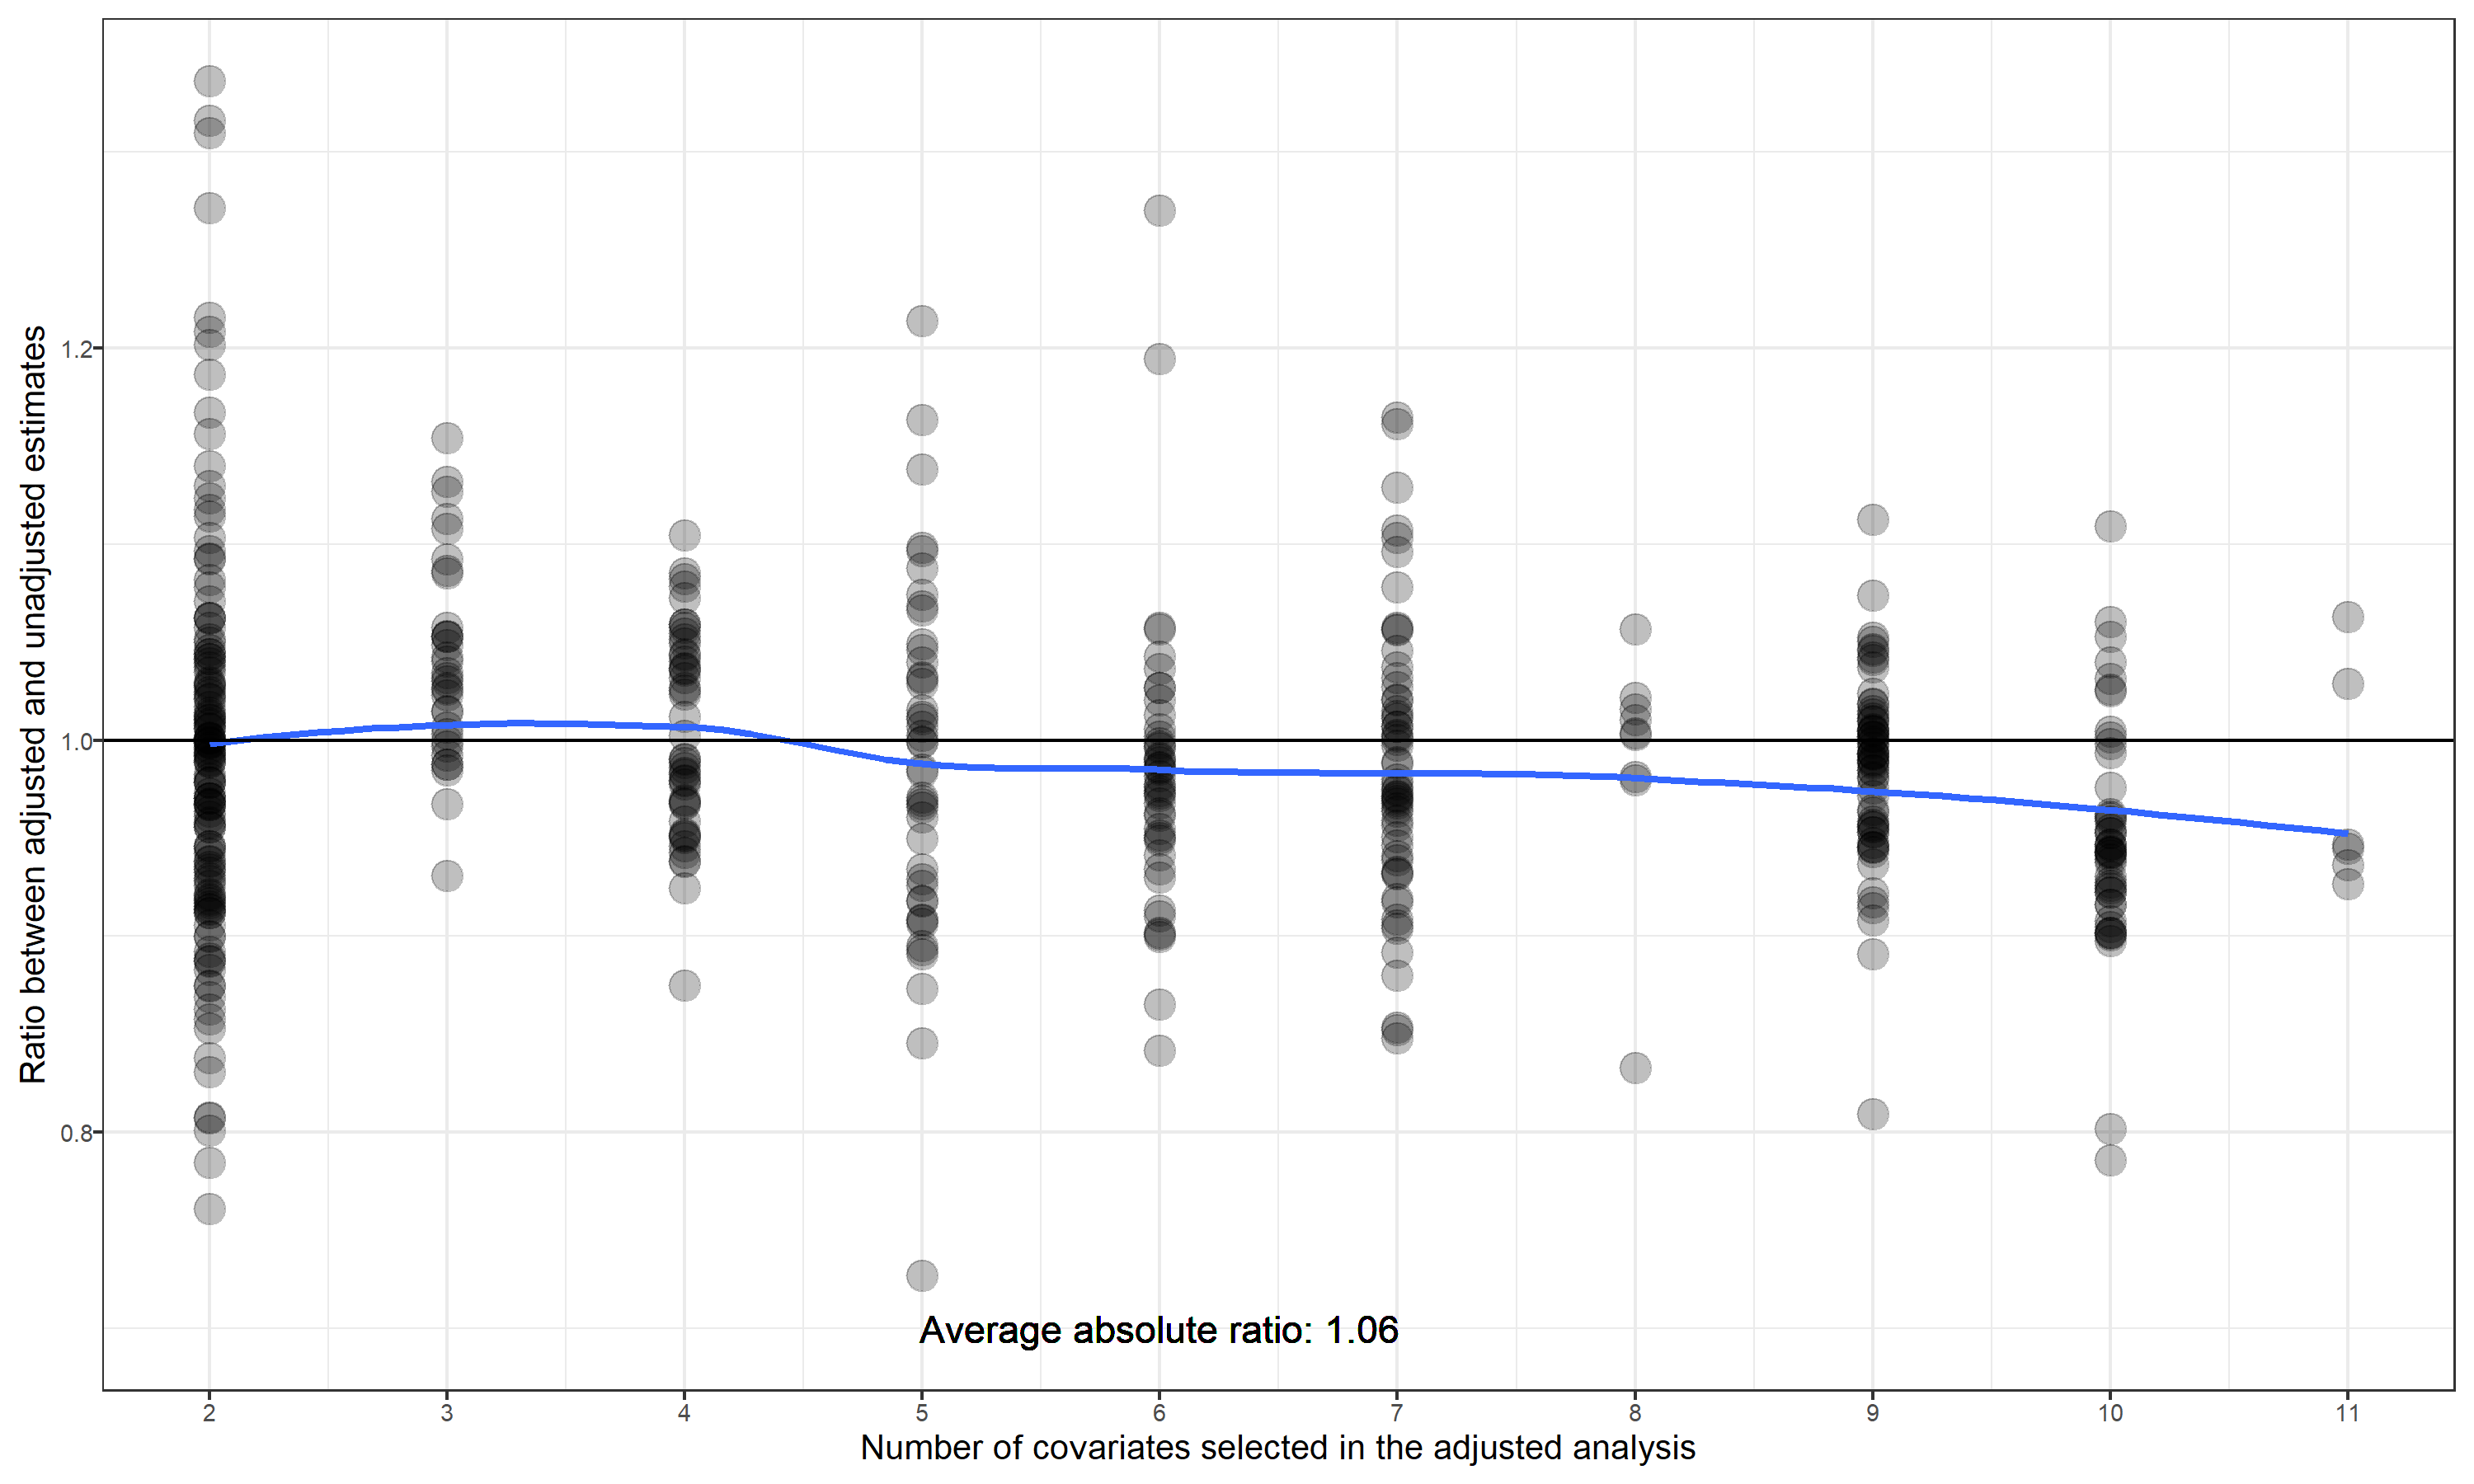 Ratio between adjusted and unadjusted estimates
1.2
1.0
0.8
Average absolute ratio: 1.06
2 3 4 5 6 7 8 9 10 11
Number of covariates selected in the adjusted analysis